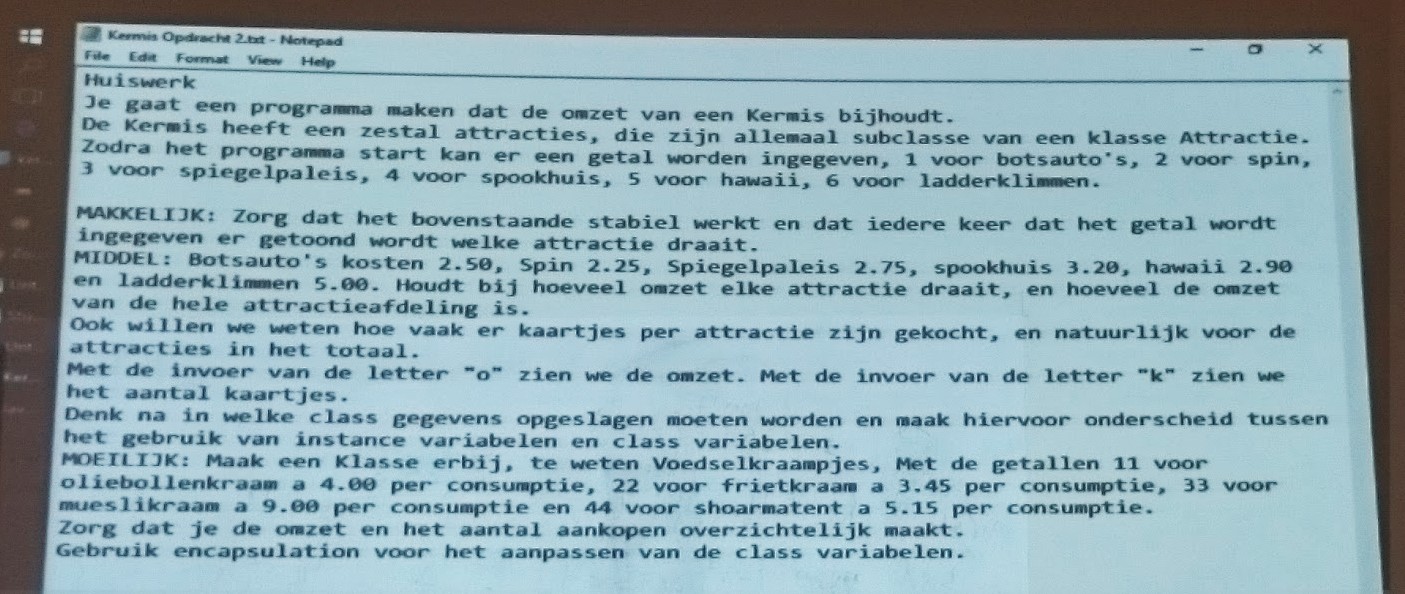 Kermis Opdracht 2.txt - Notepad
File Edit Format View Help
Huiswerk
Je gaat een programma maken dat de omzet van een Kermis bijhoudt.
De Kermis heeft een zestal attracties, die zijn allemaal subclasse van een klasse Attractie.
Zodra het programma start kan er een getal worden ingegeven, 1 voor botsauto's, 2 voor spin,
3 voor spiegelpaleis, 4 voor spookhuis, 5 voor hawaii, 6 voor ladderklimmen.
MAKKELIJK: Zorg dat het bovenstaande stabiel werkt en dat iedere keer dat het getal wordt
ingegeven er getoond wordt welke attractie draait.
MIDDEL: Botsauto's kosten 2.50, Spin 2.25, Spiegelpaleis 2.75, spookhuis 3.20, hawaii 2.90
en ladderklimmen 5.00. Houdt bij hoeveel omzet elke attractie draait, en hoeveel de omzet
van de hele attractieafdeling is.
Ook willen we weten hoe vaak er kaartjes per attractie zijn gekocht, en natuurlijk voor de
attracties in het totaal.
Met de invoer van de letter "o" zien we de omzet. Met de invoer van de letter "k" zien we
het aantal kaartjes.
Denk na in welke class gegevens opgeslagen moeten worden en maak hiervoor onderscheid tussen
het gebruik van instance variabelen en class variabelen.
MOEILIJK: Maak een Klasse erbij, te weten Voedselkraampjes, Met de getallen 11 voor
oliebollenkraam a 4.00 per consumptie, 22 voor frietkraam a 3.45 per consumptie, 33 voor
mueslikraam a 9.00 per consumptie en 44 voor shoarmatent a 5.15 per consumptie.
Zorg dat je de omzet en het aantal aankopen overzichtelijk maakt.
Gebruik encapsulation voor het aanpassen van de class variabelen.